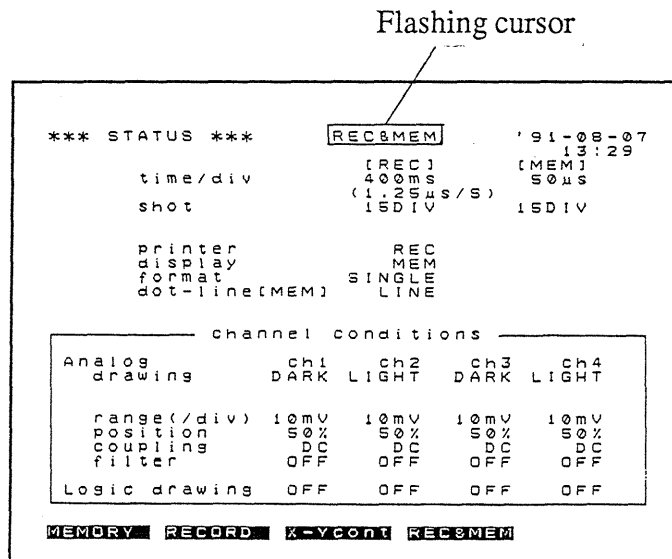 Flashing cursor
*** STATUS *** REC&MEM '91-08-07
13:29
[REC] [MEM]
time/div 400ms 50µs
(1.25µs/S)
shot 15DIV 15DIV
printer REC
display MEM
format SINGLE
dot-line[MEM] LINE
channel conditions
Analog ch1 ch2 ch3 ch4
drawing DARK LIGHT DARK LIGHT
range(/div) 10mV 10mV 10mV 10mV
position 50% 50% 50% 50%
coupling DC DC DC DC
filter OFF OFF OFF OFF
Logic drawing OFF OFF OFF OFF
MEMORY RECORD X-Ycont REC&MEM